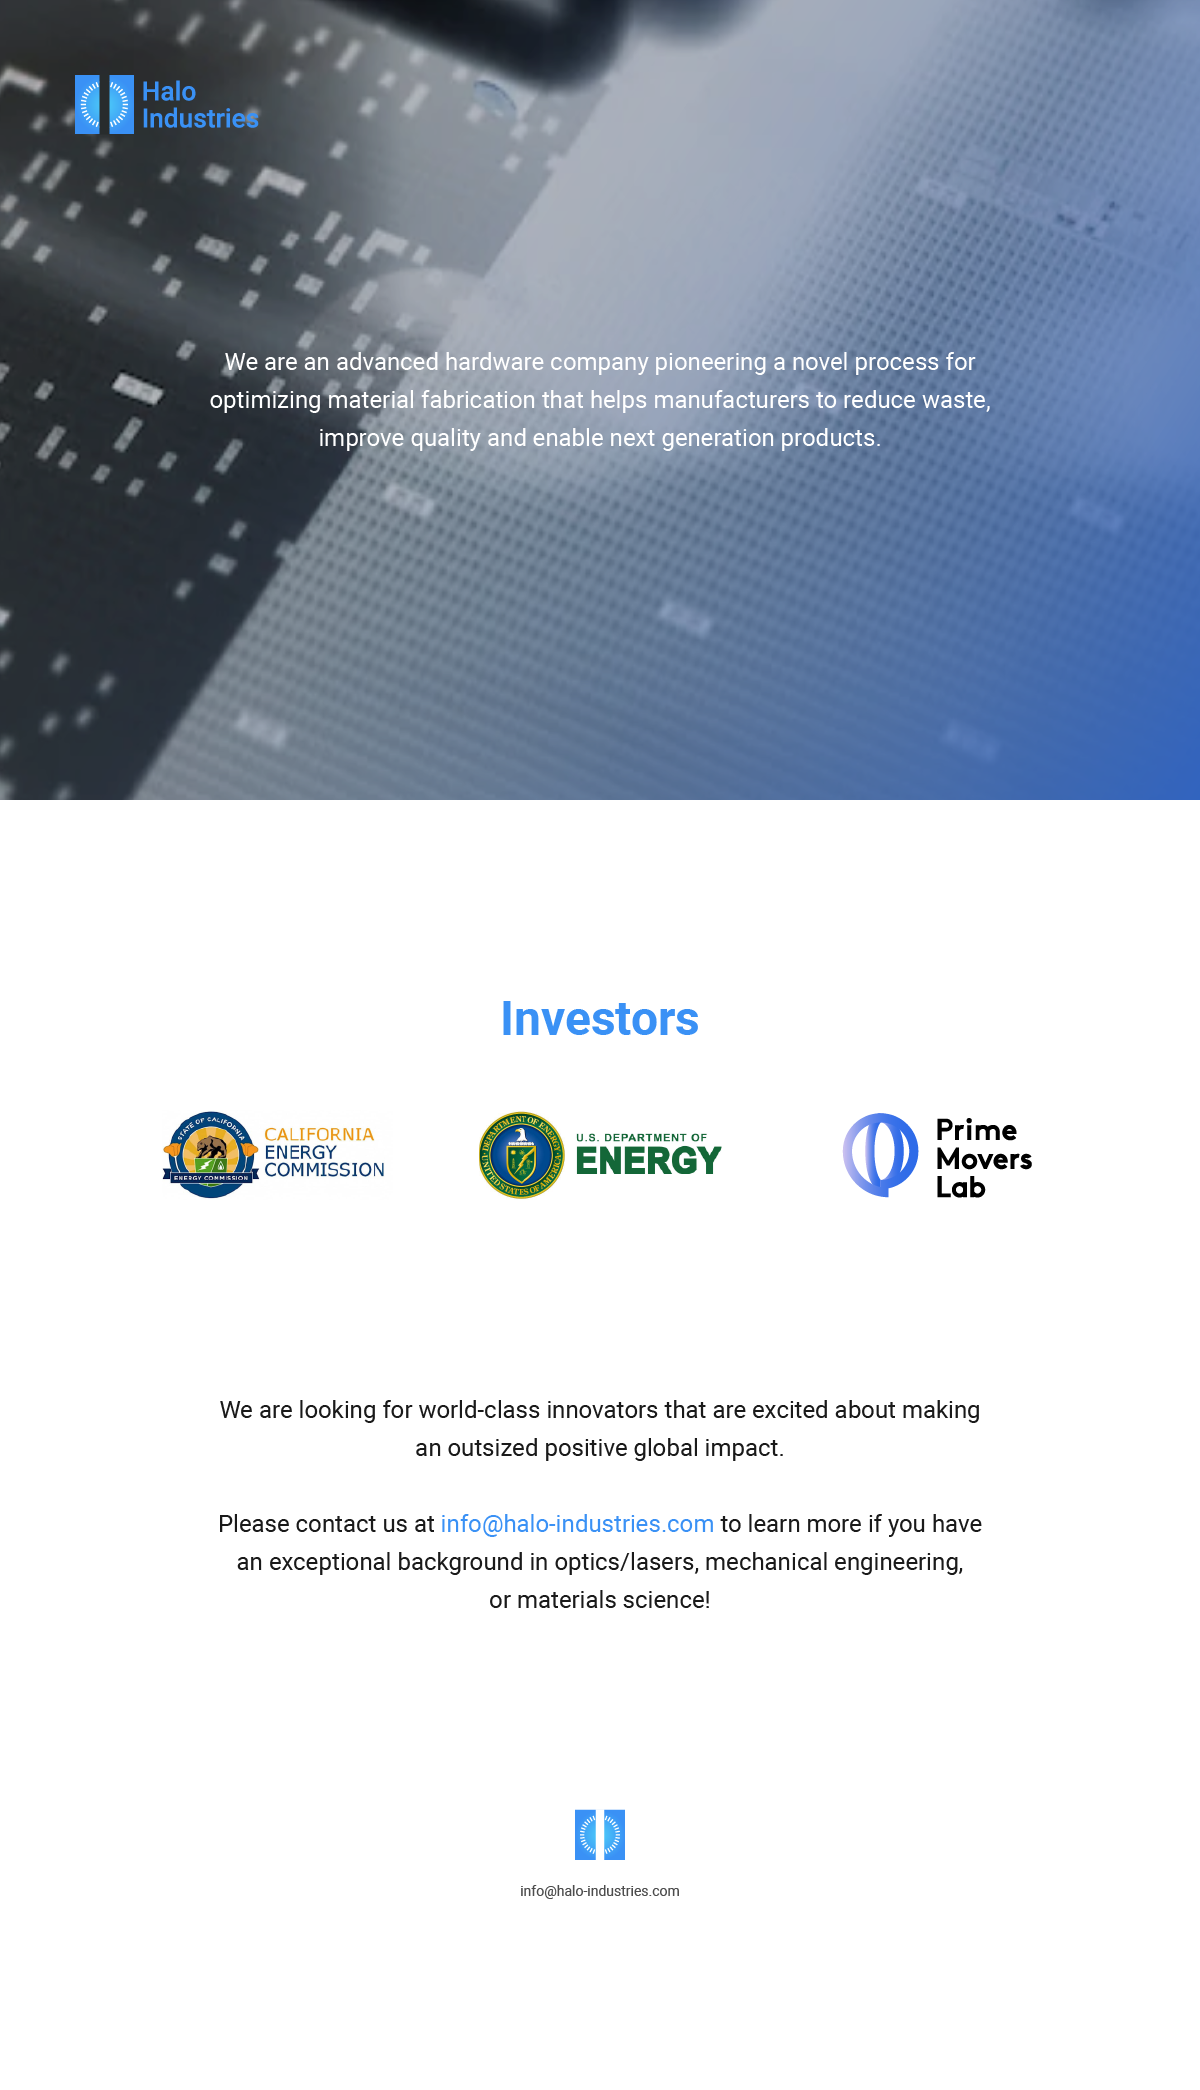 Halo
Industries
We are an advanced hardware company pioneering a novel process for
optimizing material fabrication that helps manufacturers to reduce waste,
improve quality and enable next generation products.
Investors
STATE OF CALIFORNIA
ENERGY COMMISSION
CALIFORNIA
ENERGY
COMMISSION
DEPARTMENT OF ENERGY
UNITED STATES OF AMERICA
U.S. DEPARTMENT OF
ENERGY
Prime
Movers
Lab
We are looking for world-class innovators that are excited about making
an outsized positive global impact.
Please contact us at info@halo-industries.com to learn more if you have
an exceptional background in optics/lasers, mechanical engineering,
or materials science!
info@halo-industries.com